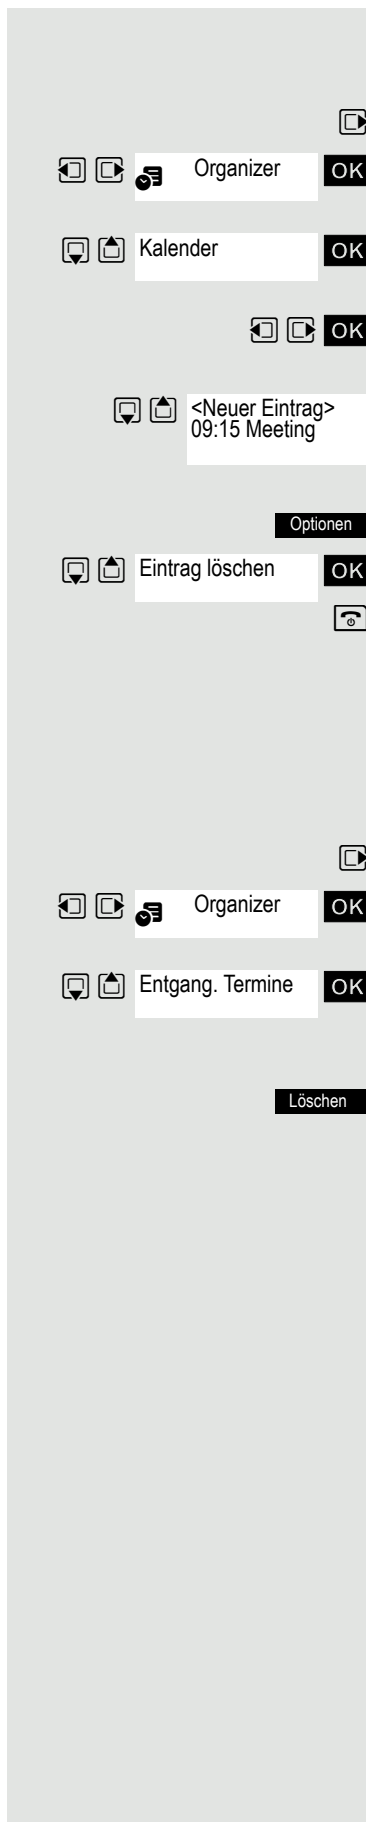 Organizer OK
Kalender OK
OK
<Neuer Eintrag>
09:15 Meeting
Optionen
Eintrag löschen OK
Organizer OK
Entgang. Termine OK
Löschen